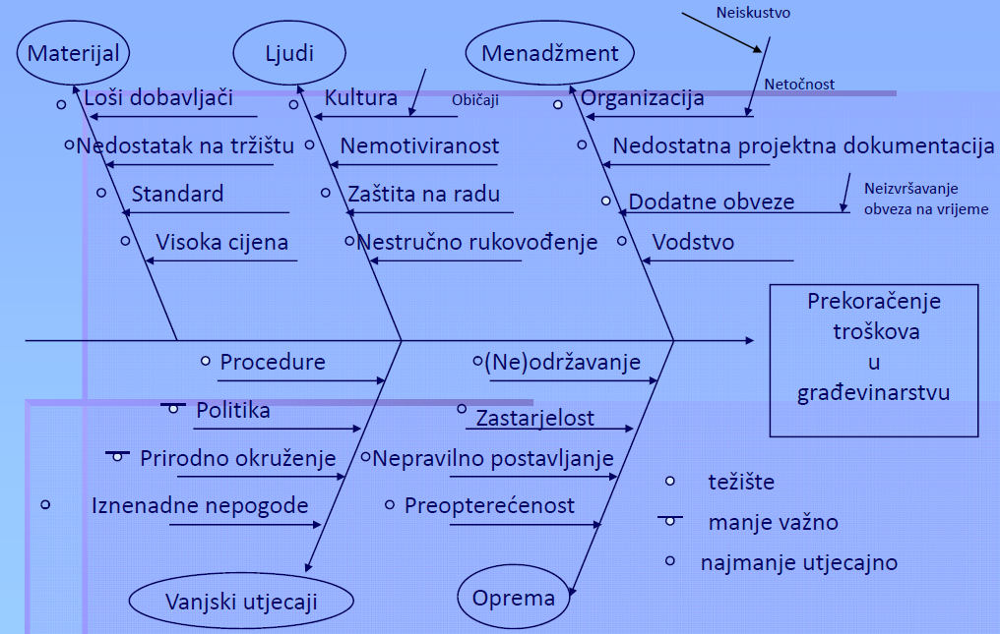 Neiskustvo
Materijal
Ljudi
Menadžment
Netočnost
Loši dobavljači
Kultura
Običaji
Organizacija
Nedostatak na tržištu
Nemotiviranost
Nedostatna projektna dokumentacija
Standard
Zaštita na radu
Dodatne obveze
Neizvršavanje
obveza na vrijeme
Visoka cijena
Nestručno rukovođenje
Vodstvo
Prekoračenje
troškova
u
građevinarstvu
Procedure
(Ne)održavanje
Politika
Zastarjelost
Prirodno okruženje
Nepravilno postavljanje
Iznenadne nepogode
Preopterećenost
težište
manje važno
najmanje utjecajno
Vanjski utjecaji
Oprema